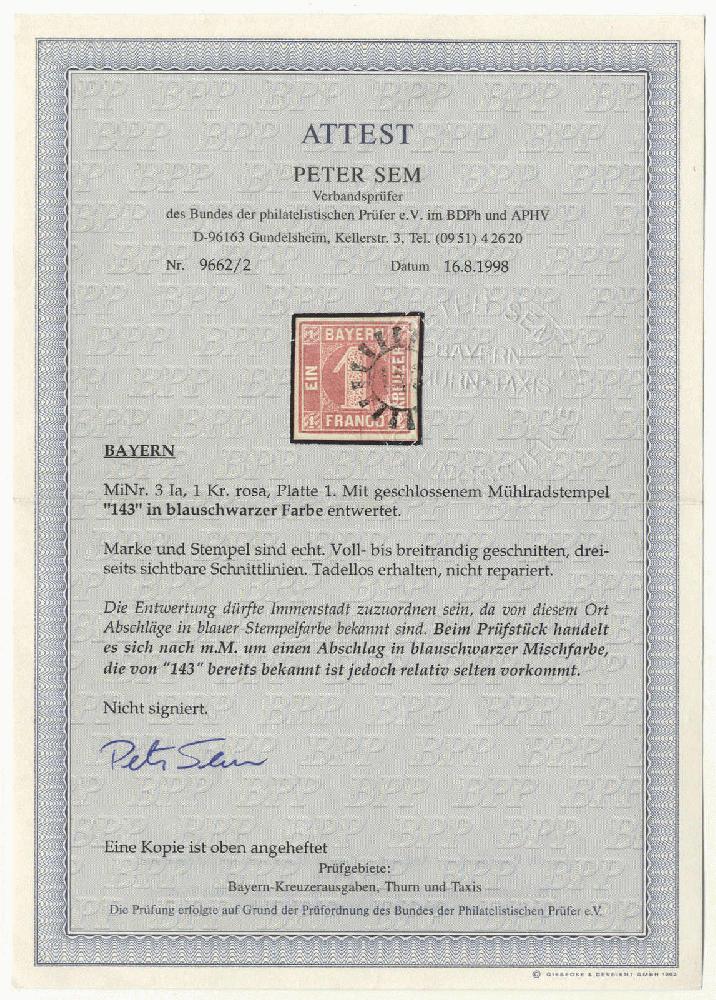 ATTEST
PETER SEM
Verbandsprüfer
des Bundes der philatelistischen Prüfer e.V. im BDPh und APHV
D-96163 Gundelsheim, Kellerstr. 3, Tel. (09 51) 4 26 20
Nr. 9662/2 Datum 16.8.1998
BAYERN
EIN
1
KREUZER
FRANCO
PETER SEM
BAYERN
THURN+TAXIS
BAYERN
MiNr. 3 Ia, 1 Kr. rosa, Platte 1. Mit geschlossenem Mühlradstempel
"143" in blauschwarzer Farbe entwertet.
Marke und Stempel sind echt. Voll- bis breitrandig geschnitten, drei-
seits sichtbare Schnittlinien. Tadellos erhalten, nicht repariert.
Die Entwertung dürfte Immenstadt zuzuordnen sein, da von diesem Ort
Abschläge in blauer Stempelfarbe bekannt sind. Beim Prüfstück handelt
es sich nach m.M. um einen Abschlag in blauschwarzer Mischfarbe,
die von "143" bereits bekannt ist jedoch relativ selten vorkommt.
Nicht signiert.
Peter Sem
Eine Kopie ist oben angeheftet
Prüfgebiete:
Bayern-Kreuzerausgaben, Thurn und Taxis
Die Prüfung erfolgte auf Grund der Prüfordnung des Bundes der Philatelistischen Prüfer e.V.
© GIESECKE & DEVRIENT GMBH